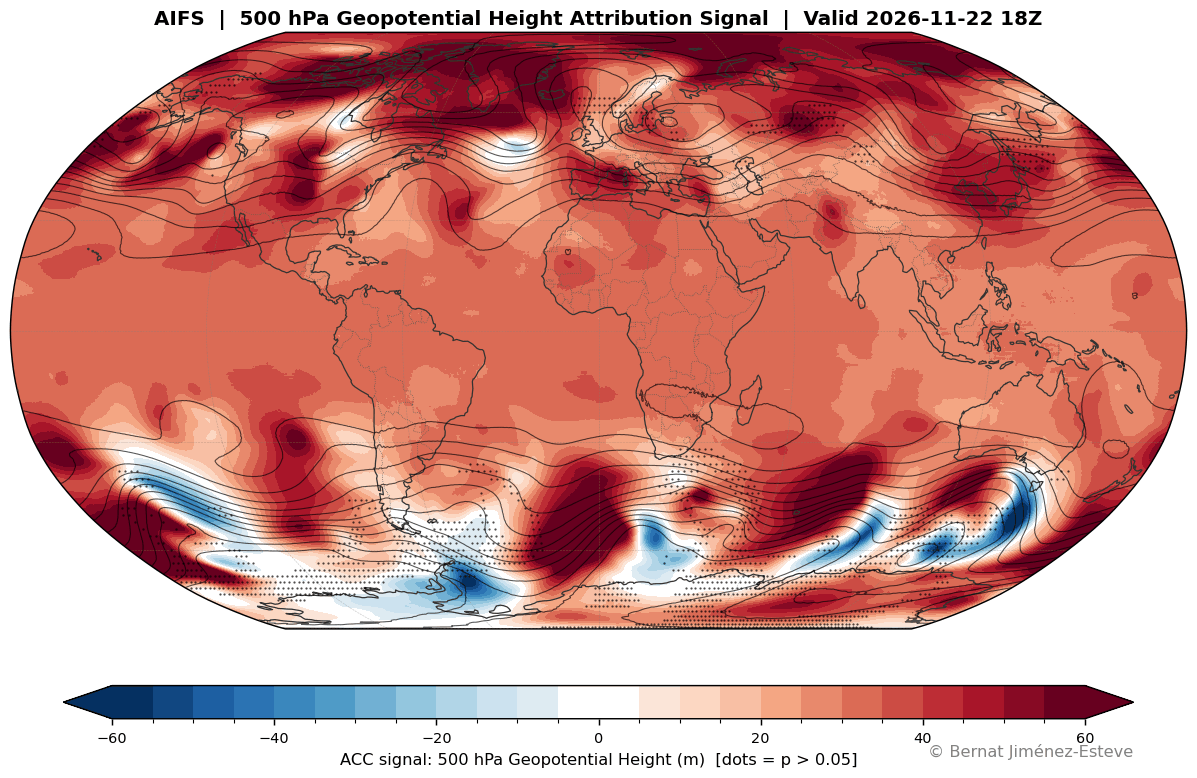 AIFS | 500 hPa Geopotential Height Attribution Signal | Valid 2026-11-22 18Z
−60 −40 −20 0 20 40 60
ACC signal: 500 hPa Geopotential Height (m) [dots = p > 0.05]
© Bernat Jiménez-Esteve